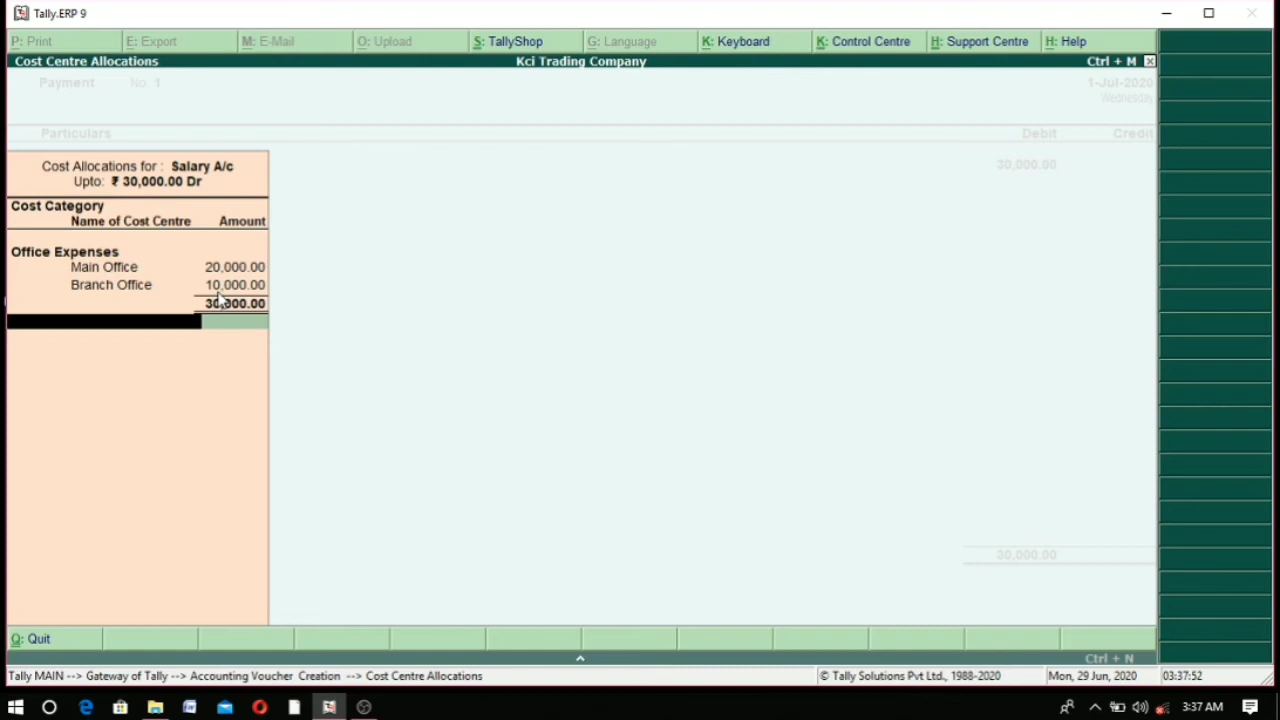 Tally.ERP 9
P: Print E: Export M: E-Mail O: Upload S: TallyShop G: Language K: Keyboard K: Control Centre H: Support Centre H: Help
Cost Centre Allocations Kci Trading Company Ctrl + M
Payment No. 1 1-Jul-2020
Wednesday
Particulars Debit Credit
Cost Allocations for : Salary A/c 30,000.00
Upto: ₹ 30,000.00 Dr
Cost Category
Name of Cost Centre Amount
Office Expenses
Main Office 20,000.00
Branch Office 10,000.00
30,000.00
30,000.00
Q: Quit
Ctrl + N
Tally MAIN --> Gateway of Tally --> Accounting Voucher Creation --> Cost Centre Allocations © Tally Solutions Pvt Ltd., 1988-2020 Mon, 29 Jun, 2020 03:37:52
3:37 AM